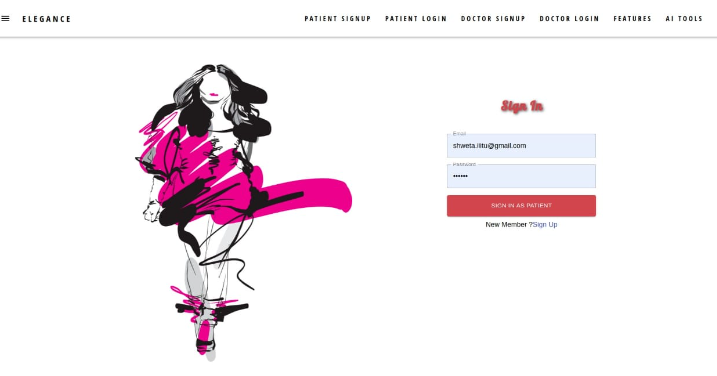 ELEGANCE
PATIENT SIGNUP PATIENT LOGIN DOCTOR SIGNUP DOCTOR LOGIN FEATURES AI TOOLS
Sign In
Email
shweta.ilitu@gmail.com
Password
••••••
SIGN IN AS PATIENT
New Member ?Sign Up